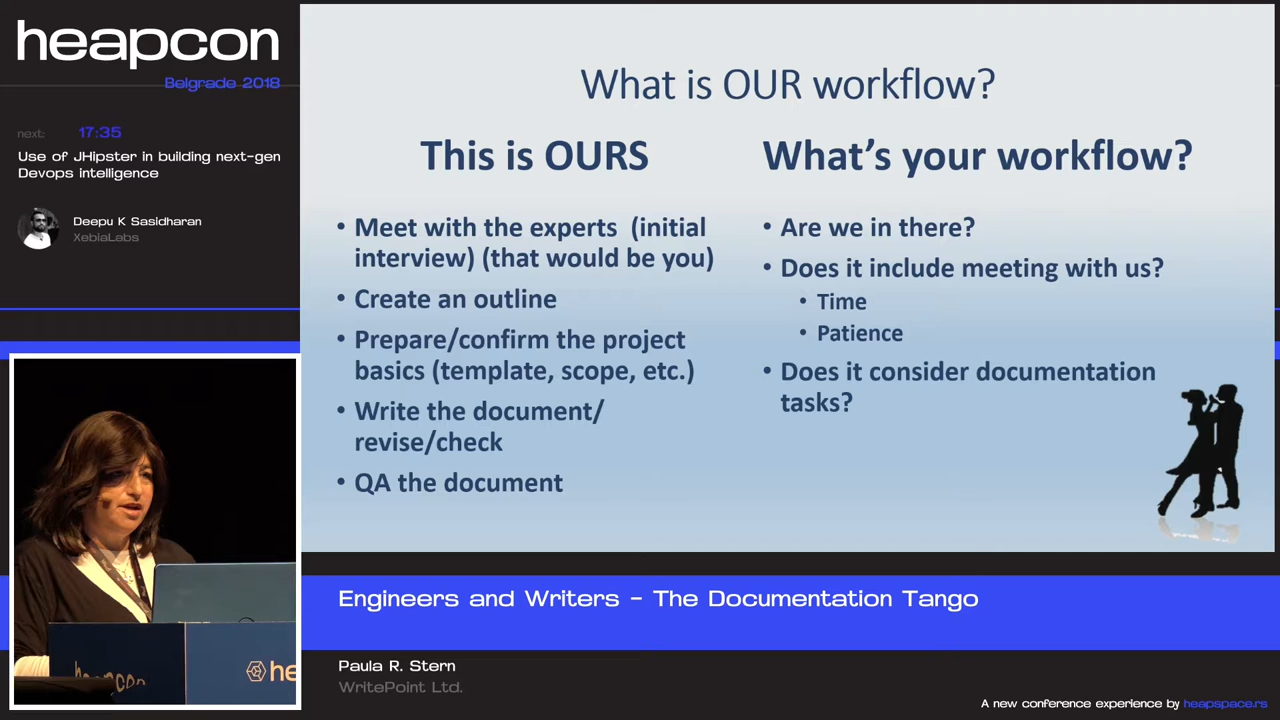 heapcon
Belgrade 2018
next: 17:35
Use of JHipster in building next-gen
Devops intelligence
Deepu K Sasidharan
XebiaLabs
What is OUR workflow?
This is OURS
• Meet with the experts (initial
interview) (that would be you)
• Create an outline
• Prepare/confirm the project
basics (template, scope, etc.)
• Write the document/
revise/check
• QA the document
What's your workflow?
• Are we in there?
• Does it include meeting with us?
• Time
• Patience
• Does it consider documentation
tasks?
heapcon
he
Engineers and Writers - The Documentation Tango
Paula R. Stern
WritePoint Ltd.
A new conference experience by heapspace.rs